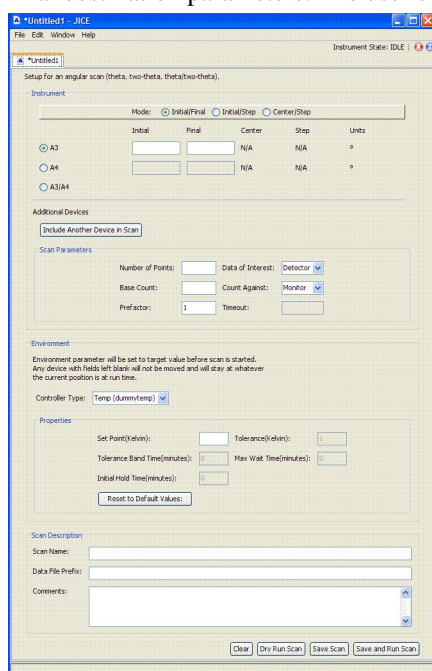 *Untitled1 - JICE
File Edit Window Help
Instrument State: IDLE
*Untitled1
Setup for an angular scan (theta, two-theta, theta/two-theta).
Instrument
Mode: Initial/Final Initial/Step Center/Step
Initial Final Center Step Units
A3 N/A N/A °
A4 N/A N/A °
A3/A4
Additional Devices
Include Another Device in Scan
Scan Parameters
Number of Points: Data of Interest: Detector
Base Count: Count Against: Monitor
Prefactor: 1 Timeout:
Environment
Environment parameter will be set to target value before scan is started.
Any device with fields left blank will not be moved and will stay at whatever
the current position is at run time.
Controller Type: Temp (dummytemp)
Properties
Set Point(Kelvin): Tolerance(Kelvin):
Tolerance Band Time(minutes): 0 Max Wait Time(minutes): 0
Initial Hold Time(minutes): 0
Reset to Default Values:
Scan Description
Scan Name:
Data File Prefix:
Comments:
Clear Dry Run Scan Save Scan Save and Run Scan